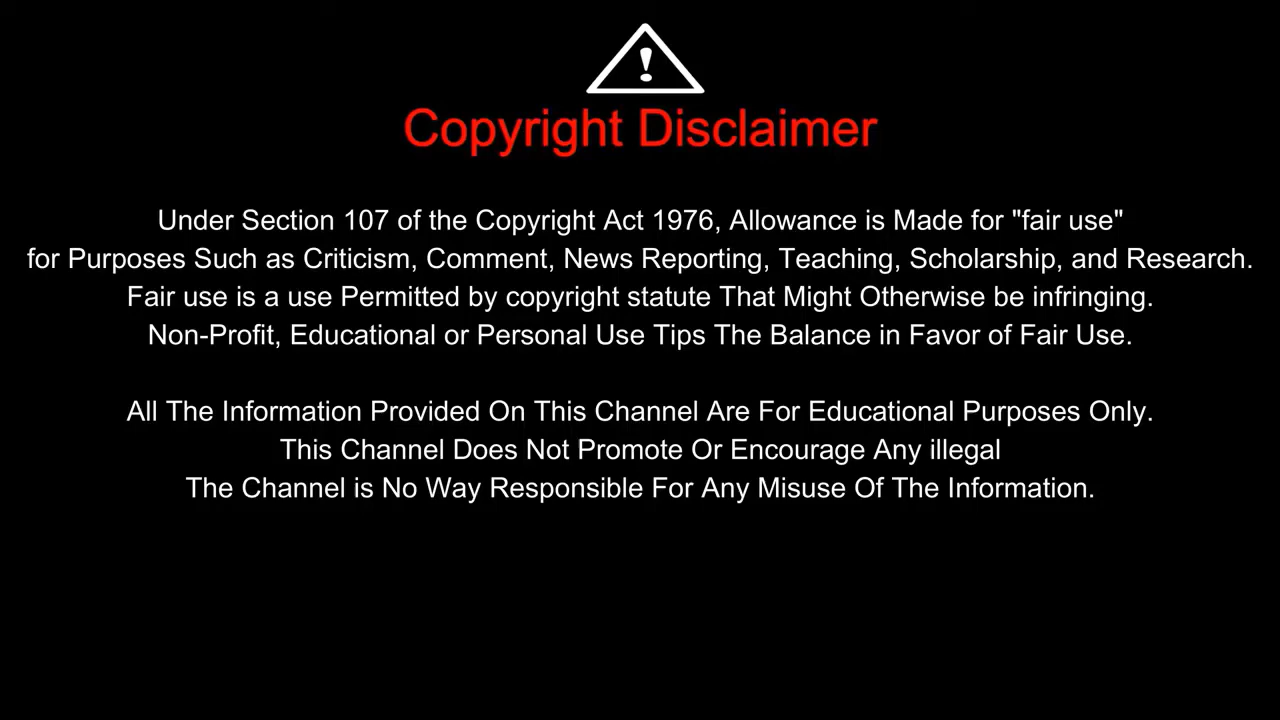 Copyright Disclaimer
Under Section 107 of the Copyright Act 1976, Allowance is Made for "fair use"
for Purposes Such as Criticism, Comment, News Reporting, Teaching, Scholarship, and Research.
Fair use is a use Permitted by copyright statute That Might Otherwise be infringing.
Non-Profit, Educational or Personal Use Tips The Balance in Favor of Fair Use.
All The Information Provided On This Channel Are For Educational Purposes Only.
This Channel Does Not Promote Or Encourage Any illegal
The Channel is No Way Responsible For Any Misuse Of The Information.